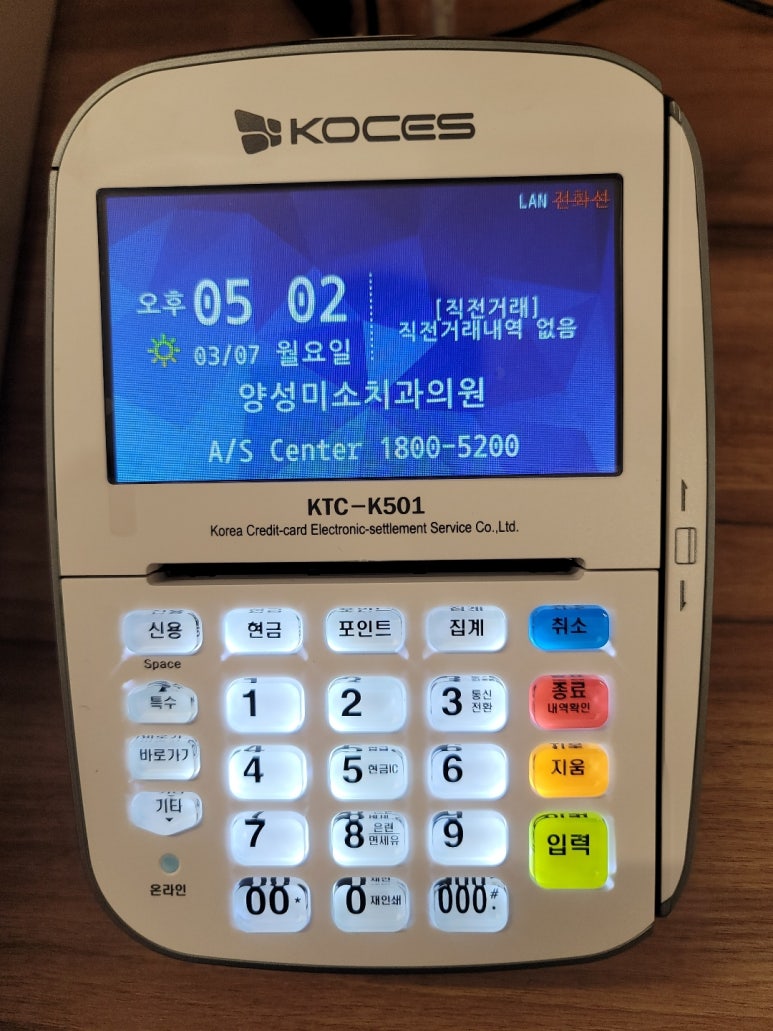 KOCES
LAN 전화선
오후 05 02
[직전거래]
직전거래내역 없음
03/07 월요일
양성미소치과의원
A/S Center 1800-5200
KTC-K501
Korea Credit-card Electronic-settlement Service Co.,Ltd.
신용 현금 포인트 집계 취소
Space
특수 1 2 3 통신전환 종료 내역확인
바로가기 4 5 현금IC 6 지움
기타 7 8 은련 면세유 9 입력
온라인
00 * 0 재인쇄 000 . #